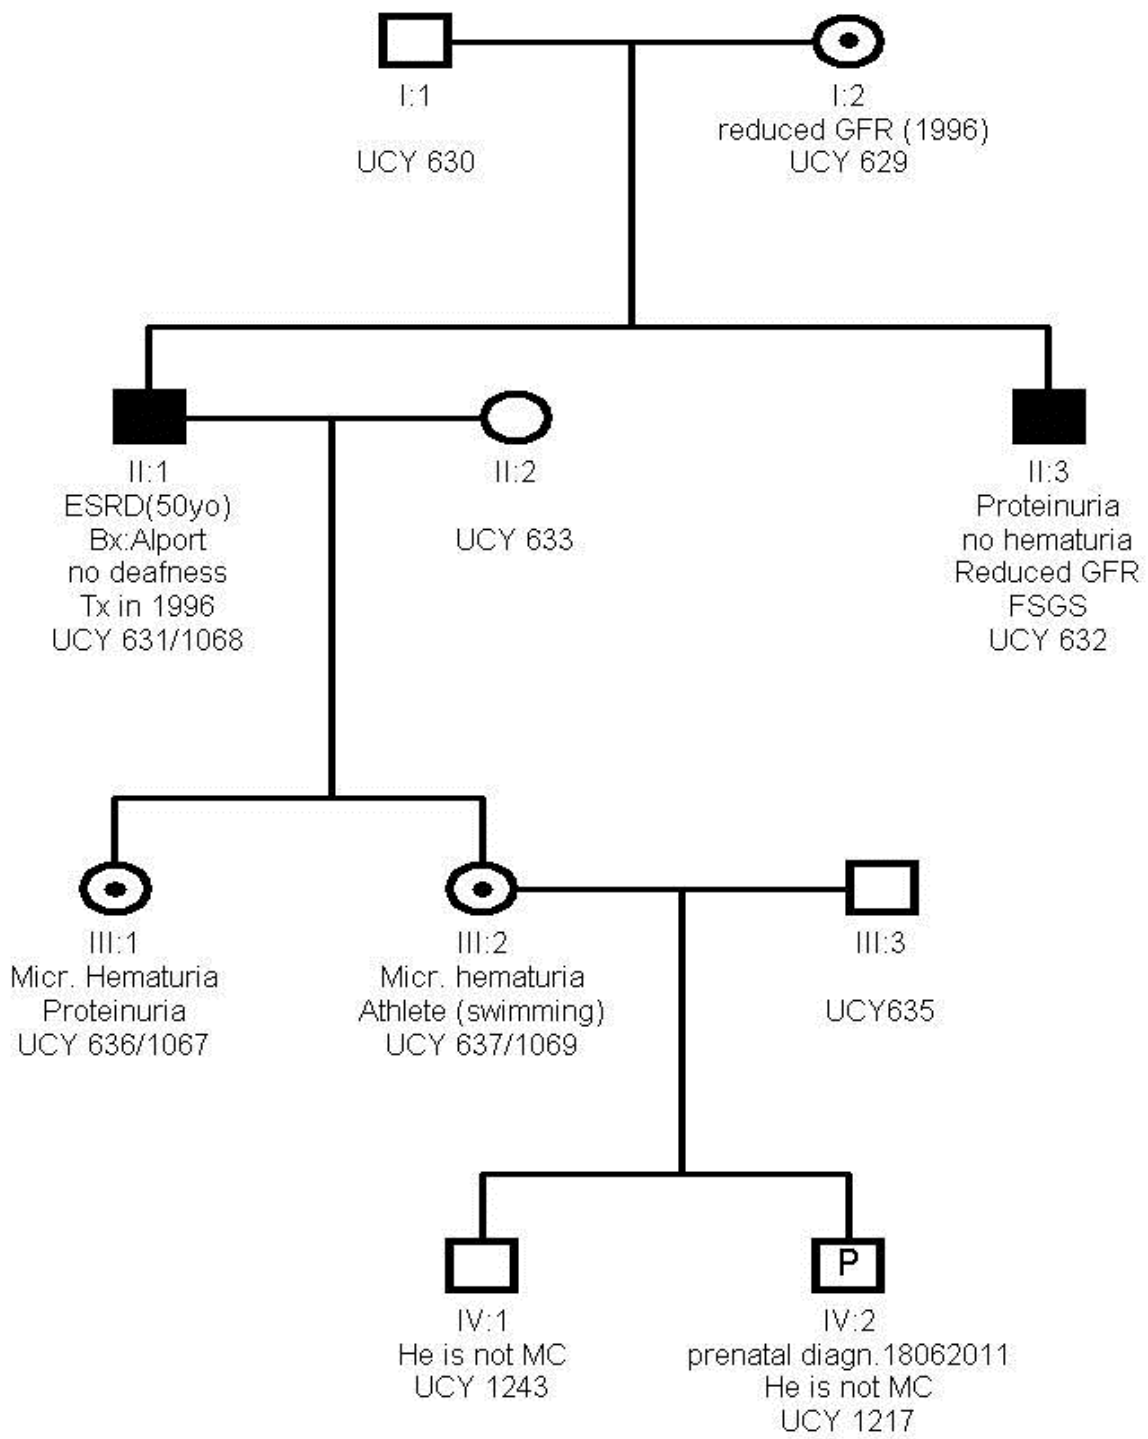 I:1
UCY 630
I:2
reduced GFR (1996)
UCY 629
II:1
ESRD(50yo)
Bx:Alport
no deafness
Tx in 1996
UCY 631/1068
II:2
UCY 633
II:3
Proteinuria
no hematuria
Reduced GFR
FSGS
UCY 632
III:1
Micr. Hematuria
Proteinuria
UCY 636/1067
III:2
Micr. hematuria
Athlete (swimming)
UCY 637/1069
III:3
UCY635
IV:1
He is not MC
UCY 1243
P
IV:2
prenatal diagn.18062011
He is not MC
UCY 1217